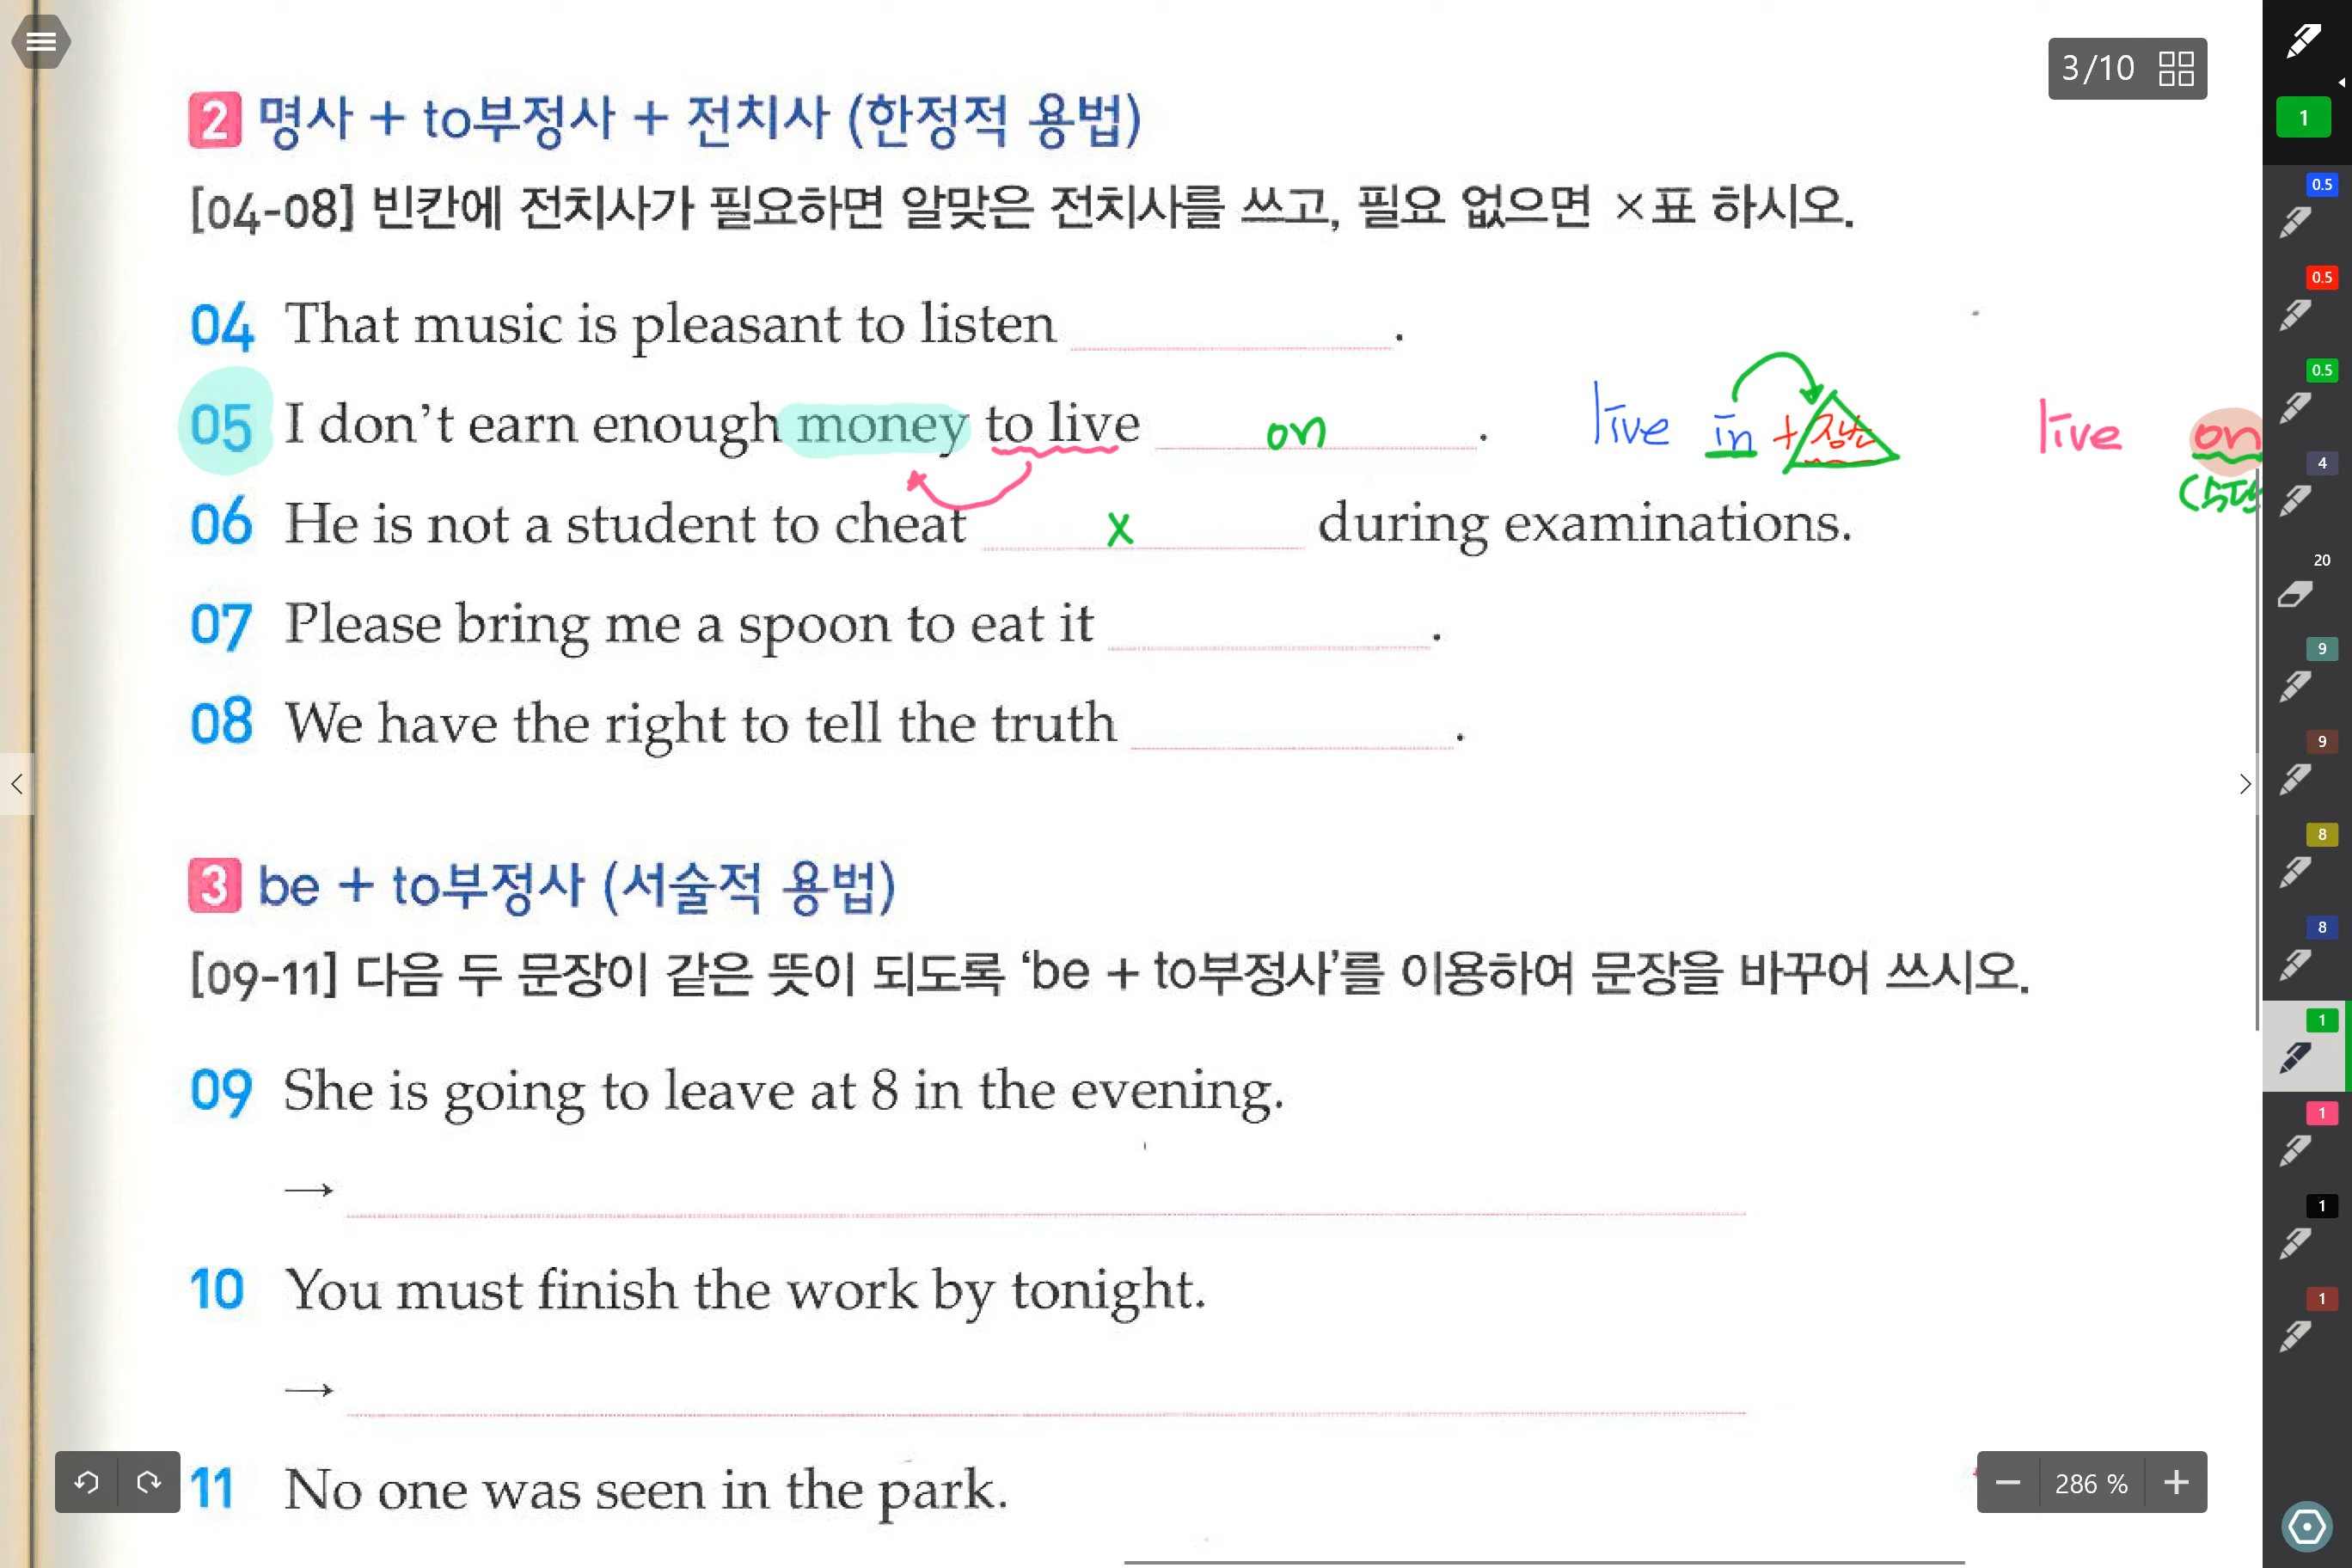 3/10
2 명사 + to부정사 + 전치사 (한정적 용법)
[04-08] 빈칸에 전치사가 필요하면 알맞은 전치사를 쓰고, 필요 없으면 ×표 하시오.
04 That music is pleasant to listen .
05 I don't earn enough money to live on . live in + 장소 live on
06 He is not a student to cheat x during examinations.
07 Please bring me a spoon to eat it .
08 We have the right to tell the truth .
3 be + to부정사 (서술적 용법)
[09-11] 다음 두 문장이 같은 뜻이 되도록 'be + to부정사'를 이용하여 문장을 바꾸어 쓰시오.
09 She is going to leave at 8 in the evening.
→
10 You must finish the work by tonight.
→
11 No one was seen in the park.
286 %
1
0.5
0.5
0.5
4
20
9
9
8
8
1
1
1
1